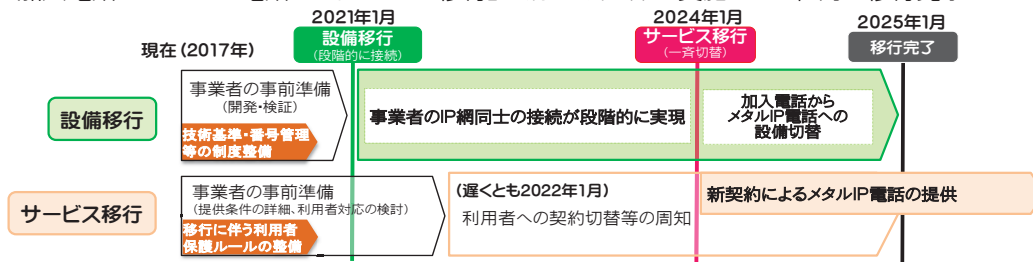 2021年1月
2024年1月
2025年1月
現在(2017年)
設備移行
(段階的に接続)
サービス移行
(一斉切替)
移行完了
設備移行
事業者の事前準備
(開発・検証)
技術基準・番号管理
等の制度整備
事業者のIP網同士の接続が段階的に実現
加入電話から
メタルIP電話への
設備切替
サービス移行
事業者の事前準備
(提供条件の詳細、利用者対応の検討)
移行に伴う利用者
保護ルールの整備
(遅くとも2022年1月)
利用者への契約切替等の周知
新契約によるメタルIP電話の提供